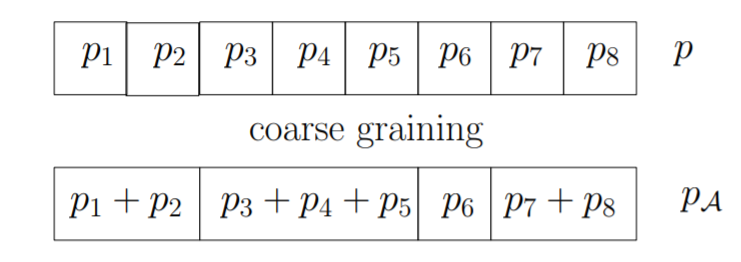 p₁ p₂ p₃ p₄ p₅ p₆ p₇ p₈ p
coarse graining
p₁ + p₂ p₃ + p₄ + p₅ p₆ p₇ + p₈ p𝒜